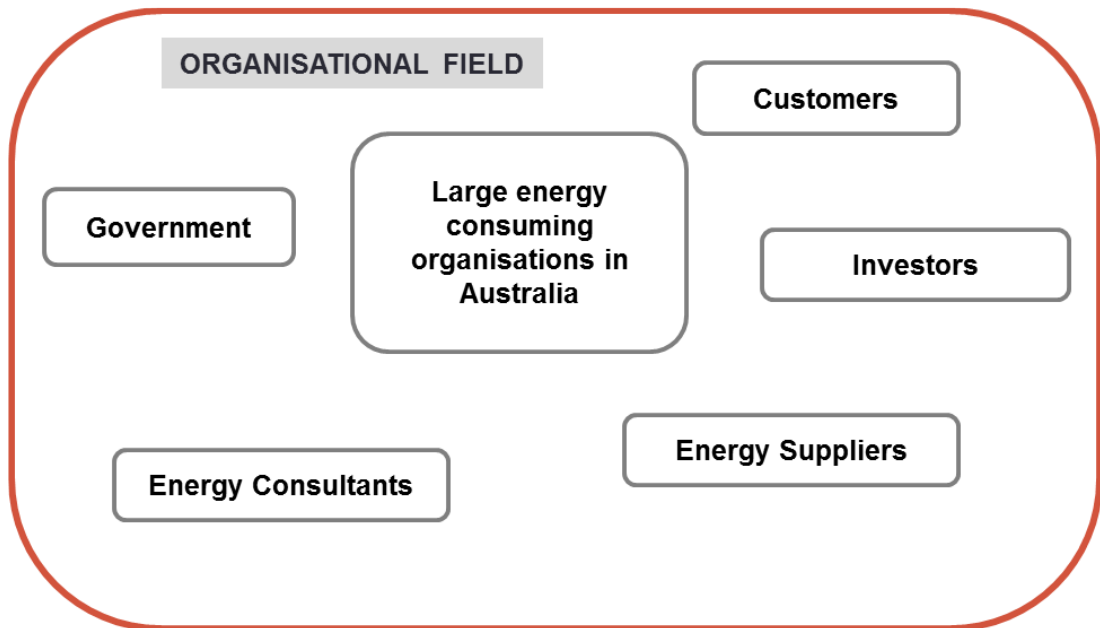 ORGANISATIONAL FIELD
Customers
Large energy
consuming
organisations in
Australia
Government
Investors
Energy Suppliers
Energy Consultants